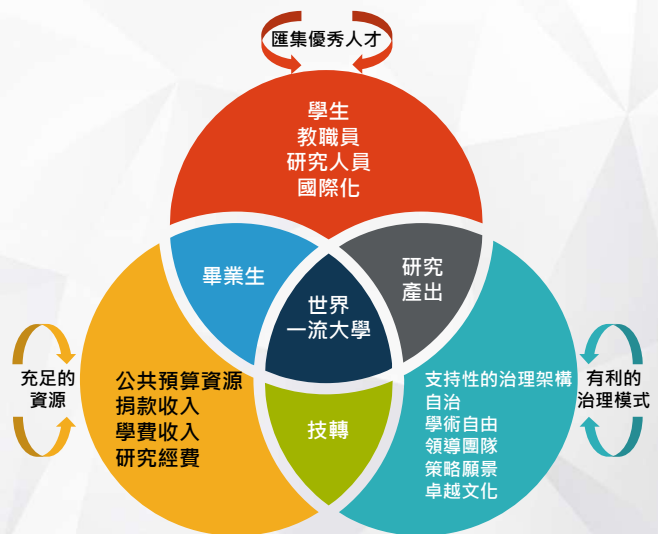 匯集優秀人才
學生
教職員
研究人員
國際化
畢業生
研究
產出
世界
一流大學
充足的
資源
公共預算資源
捐款收入
學費收入
研究經費
技轉
支持性的治理架構
自治
學術自由
領導團隊
策略願景
卓越文化
有利的
治理模式